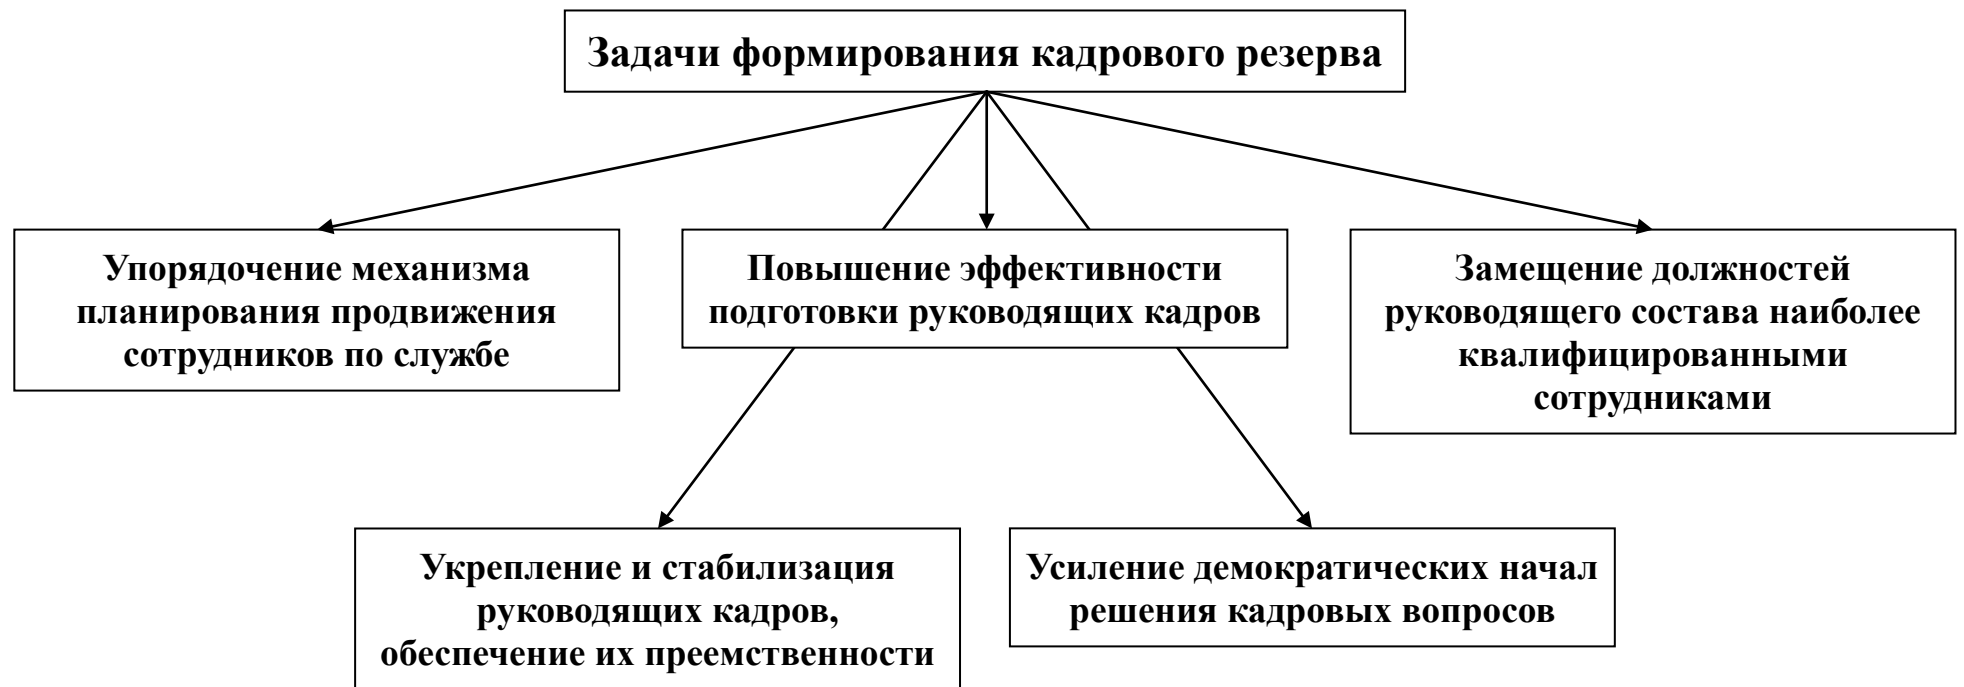 Задачи формирования кадрового резерва
Упорядочение механизма
планирования продвижения
сотрудников по службе
Повышение эффективности
подготовки руководящих кадров
Замещение должностей
руководящего состава наиболее
квалифицированными
сотрудниками
Укрепление и стабилизация
руководящих кадров,
обеспечение их преемственности
Усиление демократических начал
решения кадровых вопросов